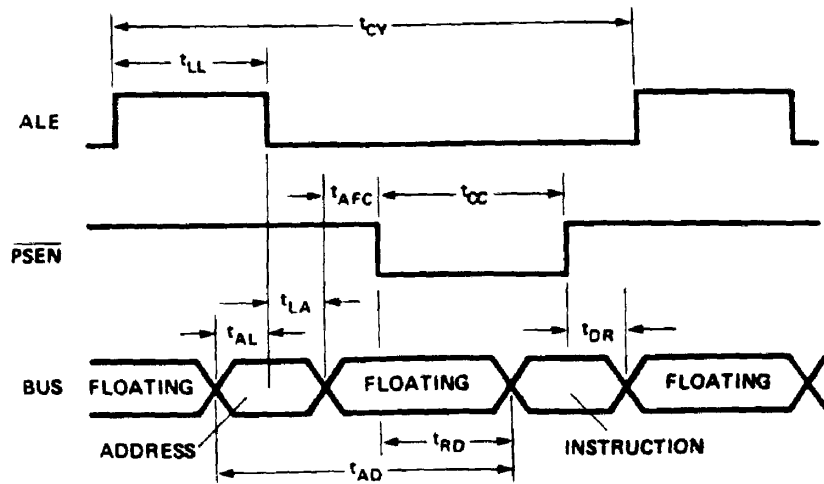 tCY
tLL
ALE
tAFC
tCC
PSEN
tLA
tAL
tDR
BUS
FLOATING
FLOATING
FLOATING
ADDRESS
tRD
INSTRUCTION
tAD